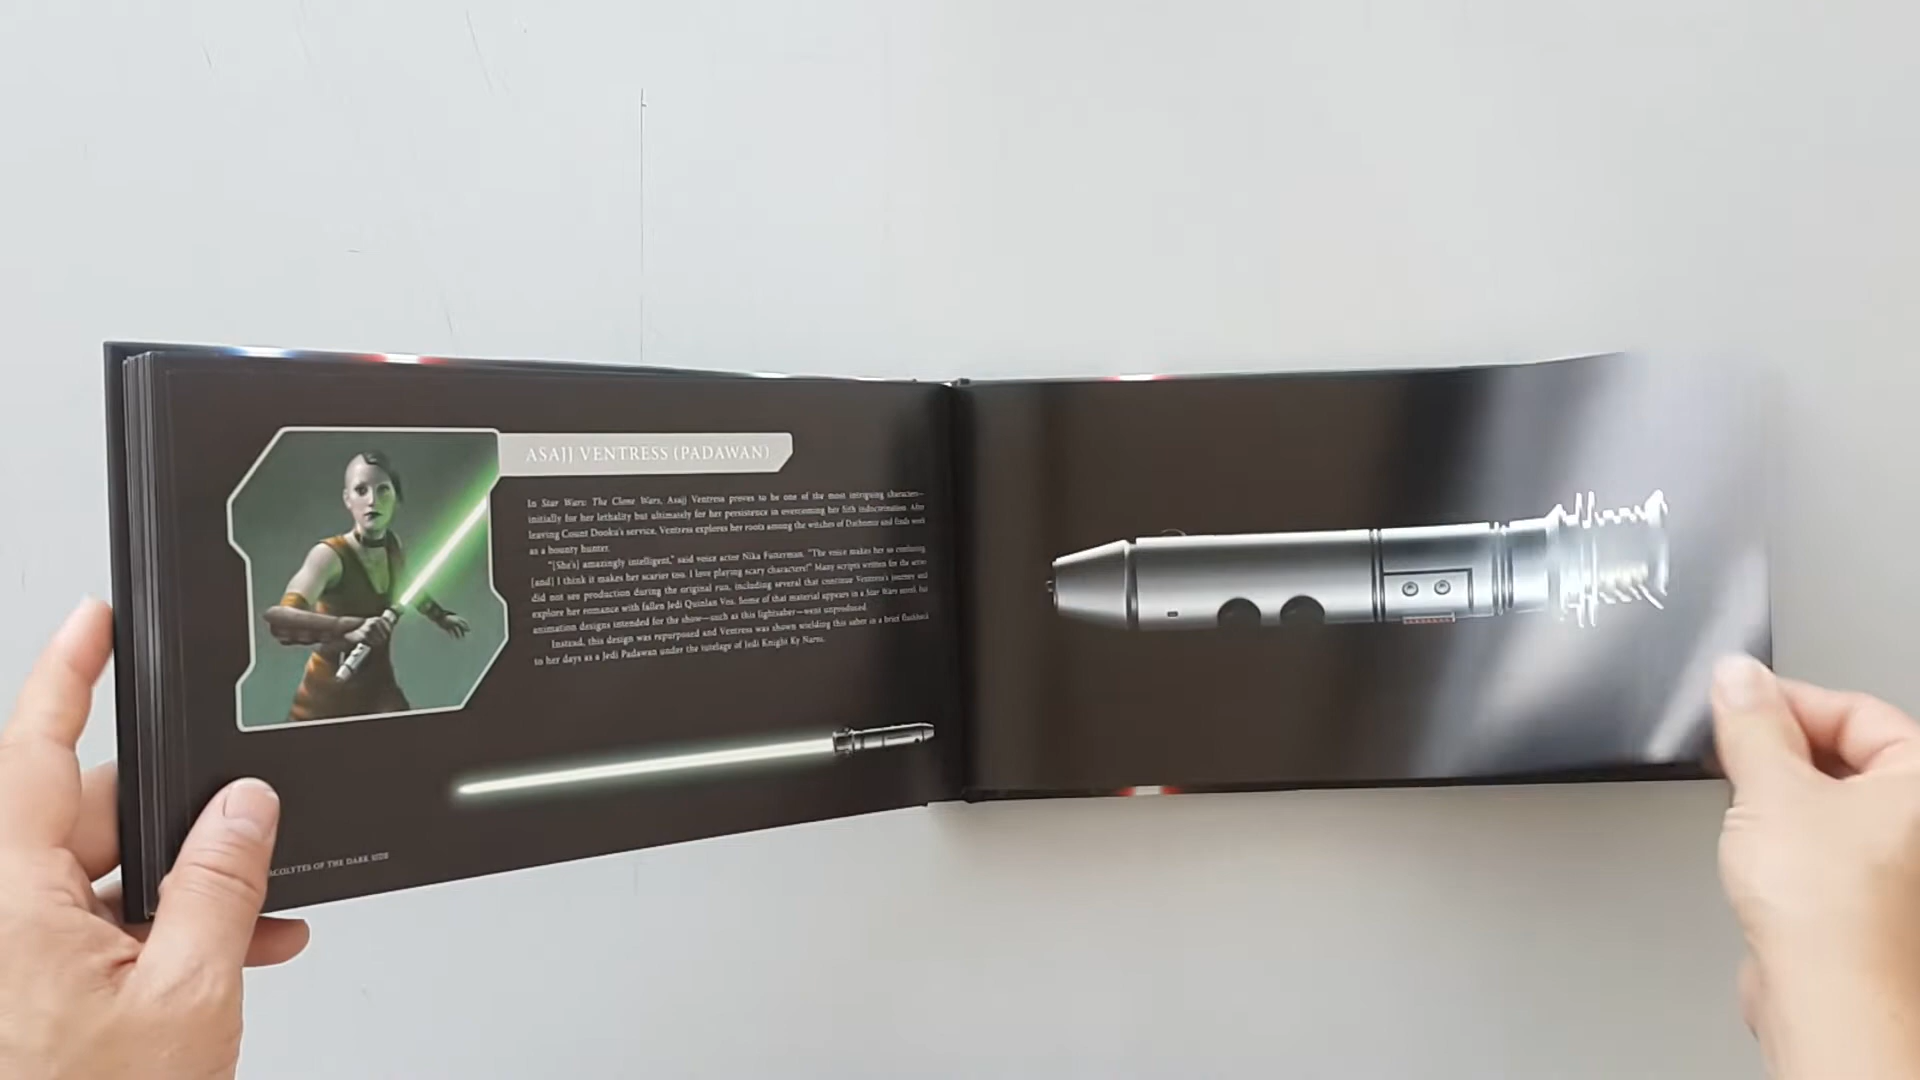 ASAJJ VENTRESS (PADAWAN)
In Star Wars: The Clone Wars, Asajj Ventress proves to be one of the most intriguing characters—
initially for her lethality but ultimately for her persistence in overcoming her Sith indoctrination. After
leaving Count Dooku's service, Ventress explores her roots among the witches of Dathomir and finds work
as a bounty hunter.
"[She's] amazingly intelligent," said voice actor Nika Futterman. "The voice makes her so confusing
[and] I think it makes her scarier too. I love playing scary characters!" Many scripts written for the series
did not see production during the original run, including several that continue Ventress's journey and
explore her romance with fallen Jedi Quinlan Vos. Some of that material appears in a Star Wars novel, but
animation designs intended for the show—such as this lightsaber—went unproduced.
Instead, this design was repurposed and Ventress was shown wielding this saber in a brief flashback
to her days as a Jedi Padawan under the tutelage of Jedi Knight Ky Narec.
ACOLYTES OF THE DARK SIDE